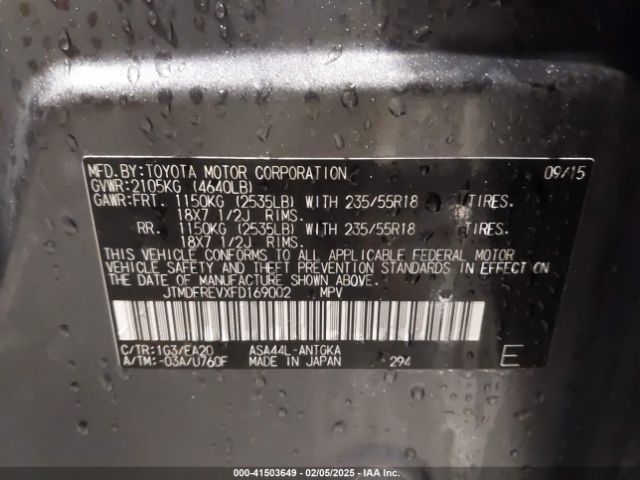 MFD.BY:TOYOTA MOTOR CORPORATION 09/15
GVWR:2105KG (4640LB)
GAWR:FRT. 1150KG (2535LB) WITH 235/55R18 TIRES.
18X7 1/2J RIMS.
RR. 1150KG (2535LB) WITH 235/55R18 TIRES.
18X7 1/2J RIMS.
THIS VEHICLE CONFORMS TO ALL APPLICABLE FEDERAL MOTOR
VEHICLE SAFETY AND THEFT PREVENTION STANDARDS IN EFFECT ON
THE DATE OF MANUFACTURE SHOWN ABOVE.
JTMDFREVXFD169002 MPV
C/TR:1G3/EA20 ASA44L-ANTGKA
A/TM:-03A/U760F MADE IN JAPAN 294 E
000-41503649 - 02/05/2025 - IAA Inc.